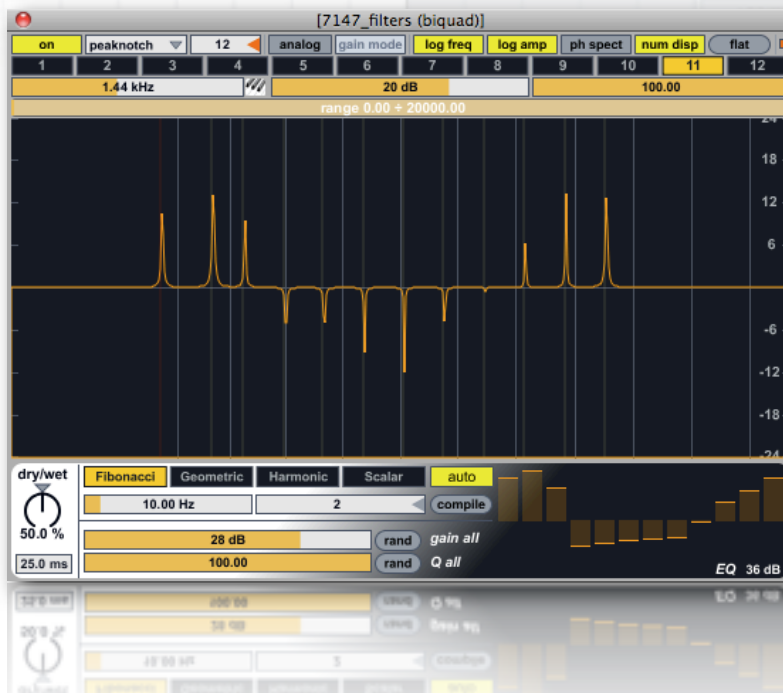 [7147_filters (biquad)]
on peaknotch 12 analog gain mode log freq log amp ph spect num disp flat
1 2 3 4 5 6 7 8 9 10 11 12
1.44 kHz 20 dB 100.00
range 0.00 ÷ 20000.00
24
18
12
6
-6
-12
-18
-24
dry/wet Fibonacci Geometric Harmonic Scalar auto
10.00 Hz 2 compile
50.0 %
28 dB rand gain all
25.0 ms 100.00 rand Q all
EQ 36 dB